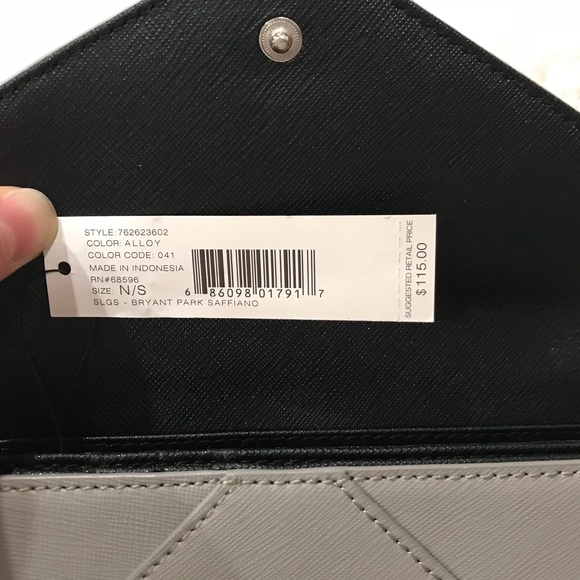 STYLE: 762623602
COLOR: ALLOY
COLOR CODE: 041
MADE IN INDONESIA
RN#68596
SIZE: N/S
SLGS - BRYANT PARK SAFFIANO
6 86098 01791 7
SUGGESTED RETAIL PRICE
$115.00